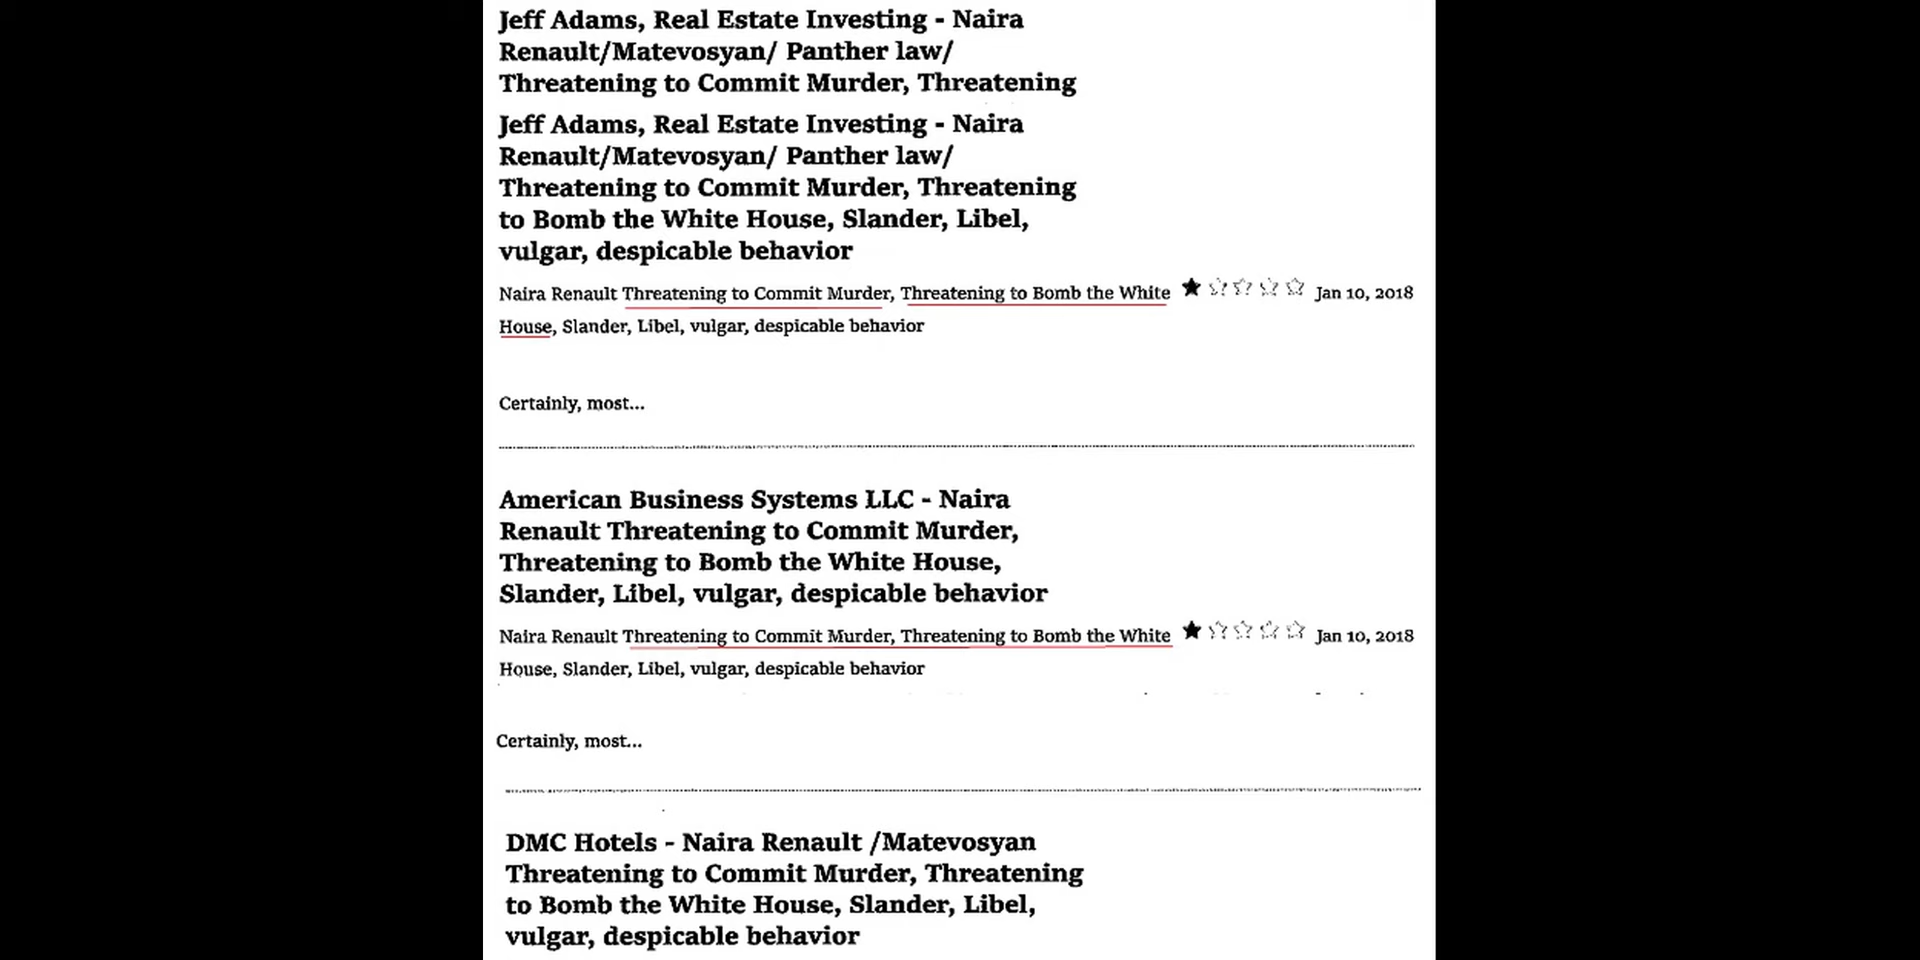 Jeff Adams, Real Estate Investing - Naira
Renault/Matevosyan/ Panther law/
Threatening to Commit Murder, Threatening
Jeff Adams, Real Estate Investing - Naira
Renault/Matevosyan/ Panther law/
Threatening to Commit Murder, Threatening
to Bomb the White House, Slander, Libel,
vulgar, despicable behavior
Naira Renault Threatening to Commit Murder, Threatening to Bomb the White ★☆☆☆☆ Jan 10, 2018
House, Slander, Libel, vulgar, despicable behavior
Certainly, most...
American Business Systems LLC - Naira
Renault Threatening to Commit Murder,
Threatening to Bomb the White House,
Slander, Libel, vulgar, despicable behavior
Naira Renault Threatening to Commit Murder, Threatening to Bomb the White ★☆☆☆☆ Jan 10, 2018
House, Slander, Libel, vulgar, despicable behavior
Certainly, most...
DMC Hotels - Naira Renault /Matevosyan
Threatening to Commit Murder, Threatening
to Bomb the White House, Slander, Libel,
vulgar, despicable behavior